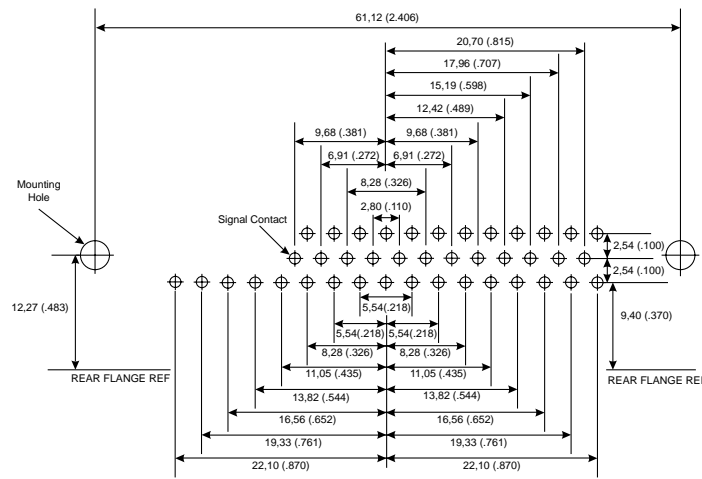 61,12 (2.406)
20,70 (.815)
17,96 (.707)
15,19 (.598)
12,42 (.489)
9,68 (.381) 9,68 (.381)
6,91 (.272) 6,91 (.272)
8,28 (.326)
2,80 (.110)
Mounting
Hole
Signal Contact
2,54 (.100)
2,54 (.100)
12,27 (.483)
9,40 (.370)
5,54(.218)
5,54(.218) 5,54(.218)
8,28 (.326) 8,28 (.326)
REAR FLANGE REF 11,05 (.435) 11,05 (.435) REAR FLANGE REF
13,82 (.544) 13,82 (.544)
16,56 (.652) 16,56 (.652)
19,33 (.761) 19,33 (.761)
22,10 (.870) 22,10 (.870)